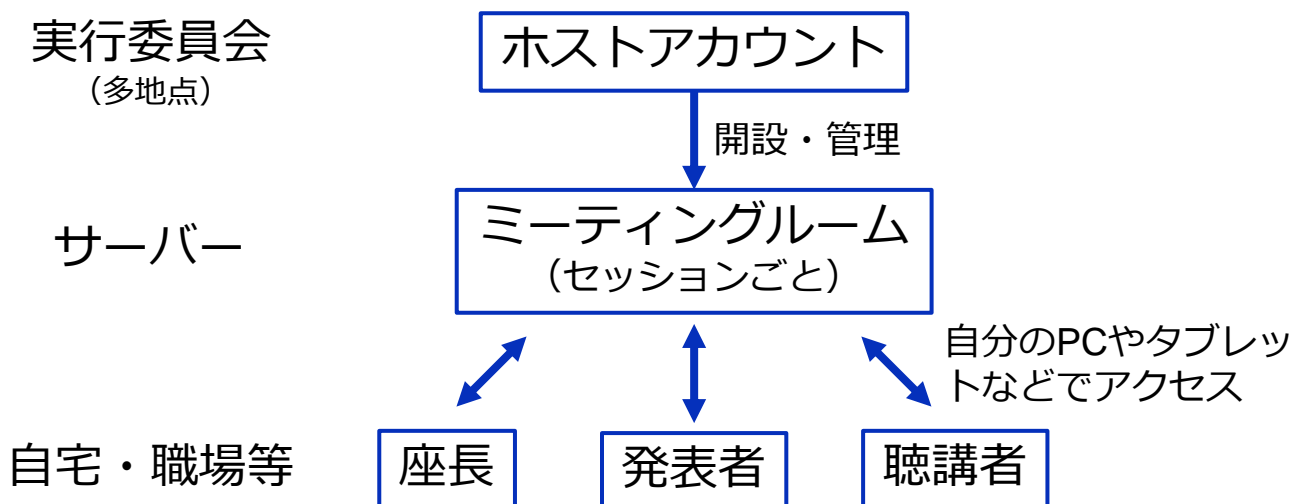 実行委員会
（多地点）
ホストアカウント
開設・管理
サーバー
ミーティングルーム
（セッションごと）
自分のPCやタブレッ
トなどでアクセス
自宅・職場等
座長
発表者
聴講者